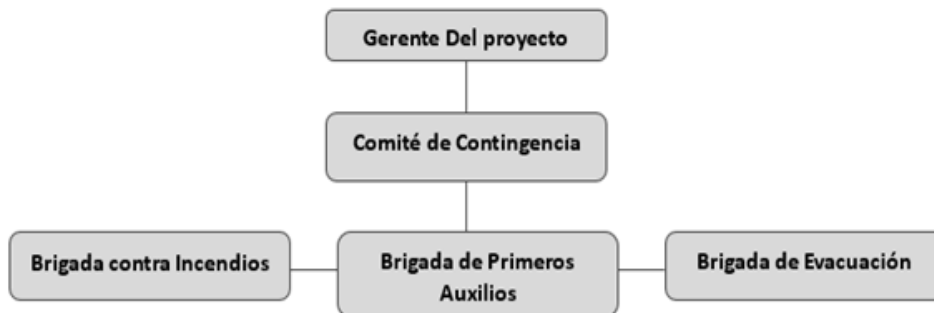 Gerente Del proyecto
Comité de Contingencia
Brigada contra Incendios
Brigada de Primeros
Auxilios
Brigada de Evacuación